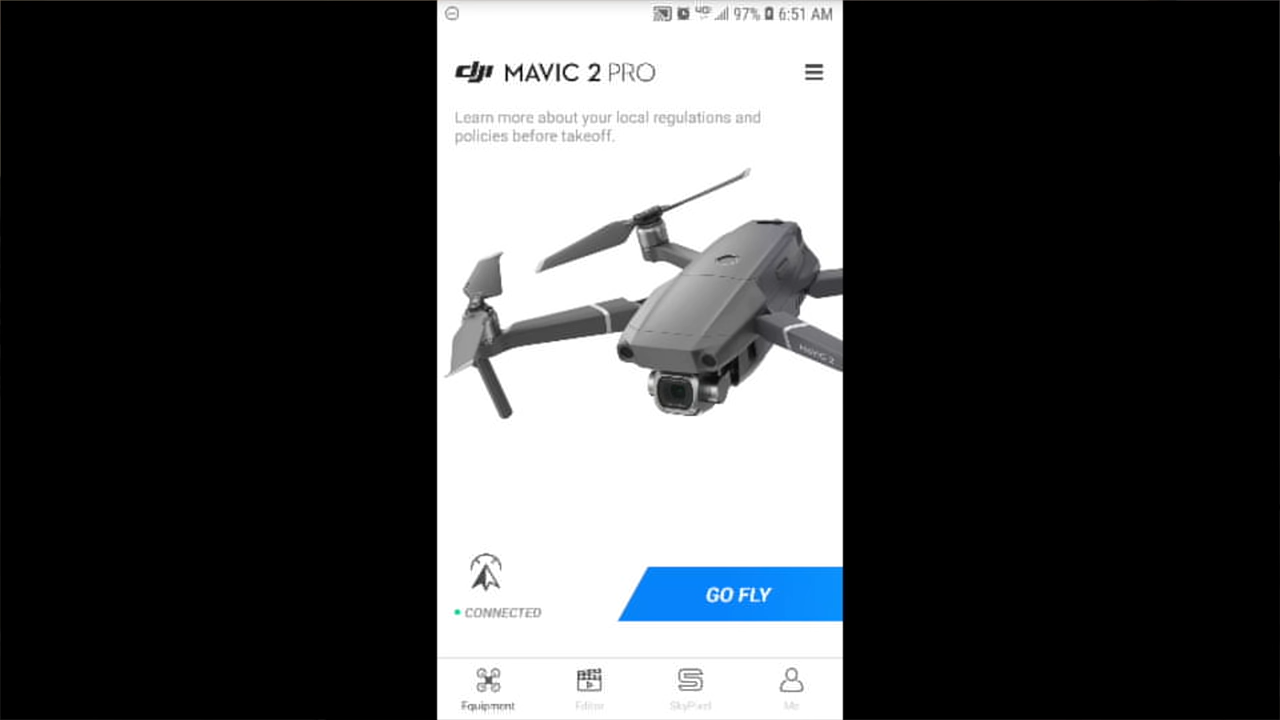 97% 6:51 AM
dji MAVIC 2 PRO
Learn more about your local regulations and
policies before takeoff.
MAVIC 2
CONNECTED
GO FLY
Equipment Editor SkyPixel Me